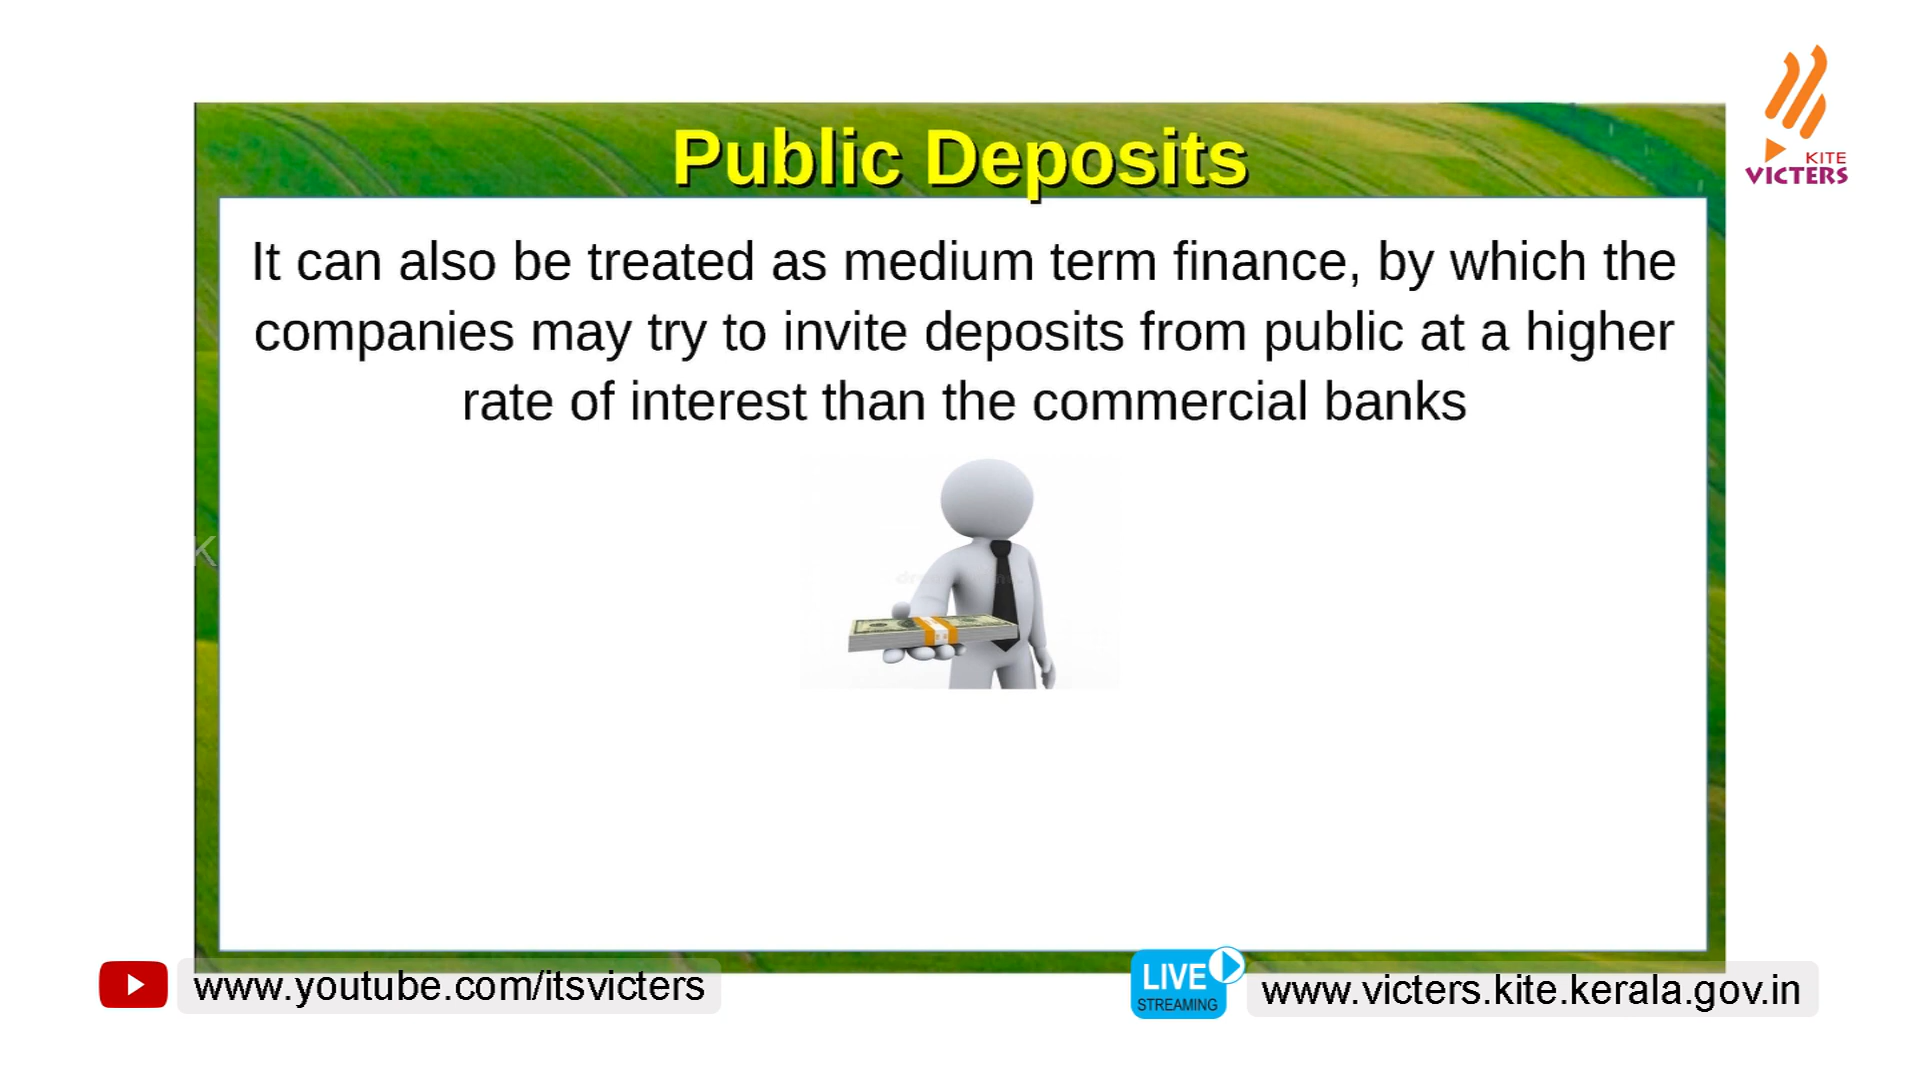 Public Deposits
It can also be treated as medium term finance, by which the
companies may try to invite deposits from public at a higher
rate of interest than the commercial banks
KITE
VICTERS
K
www.youtube.com/itsvicters
LIVE
STREAMING
www.victers.kite.kerala.gov.in